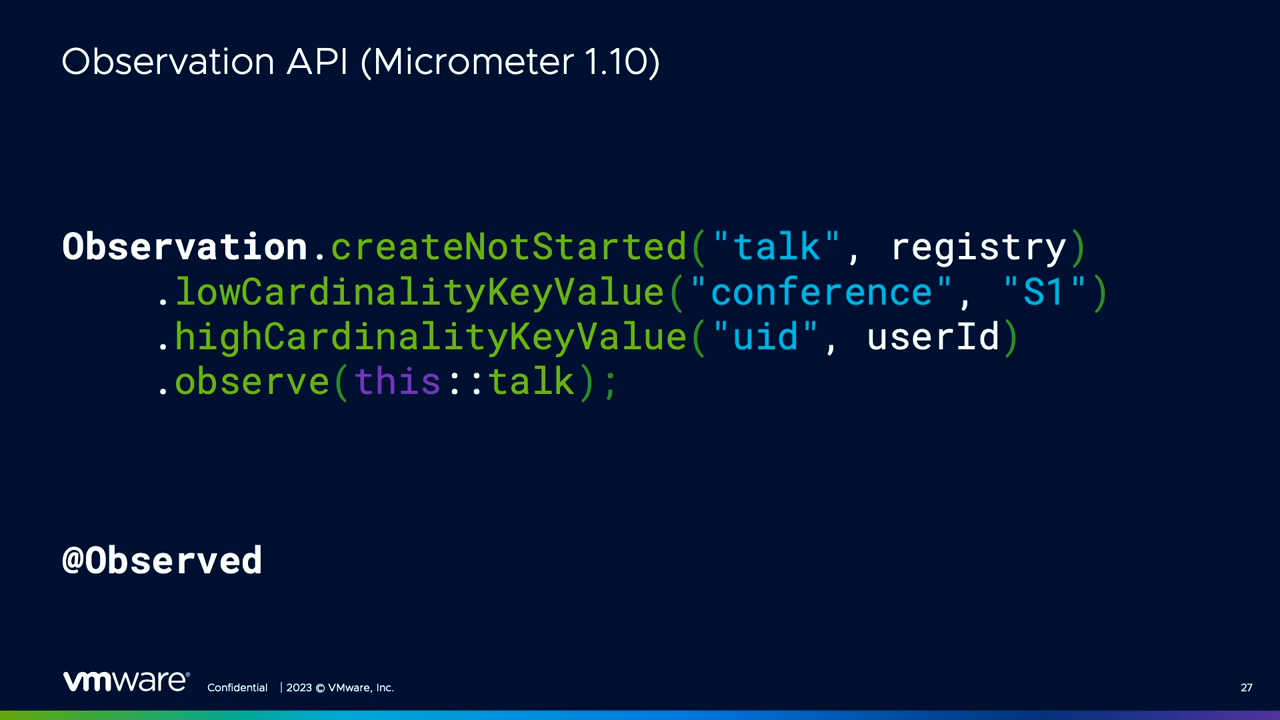 Observation API (Micrometer 1.10)
Observation.createNotStarted("talk", registry)
    .lowCardinalityKeyValue("conference", "S1")
    .highCardinalityKeyValue("uid", userId)
    .observe(this::talk);
@Observed
vmware® Confidential | 2023 © VMware, Inc. 27